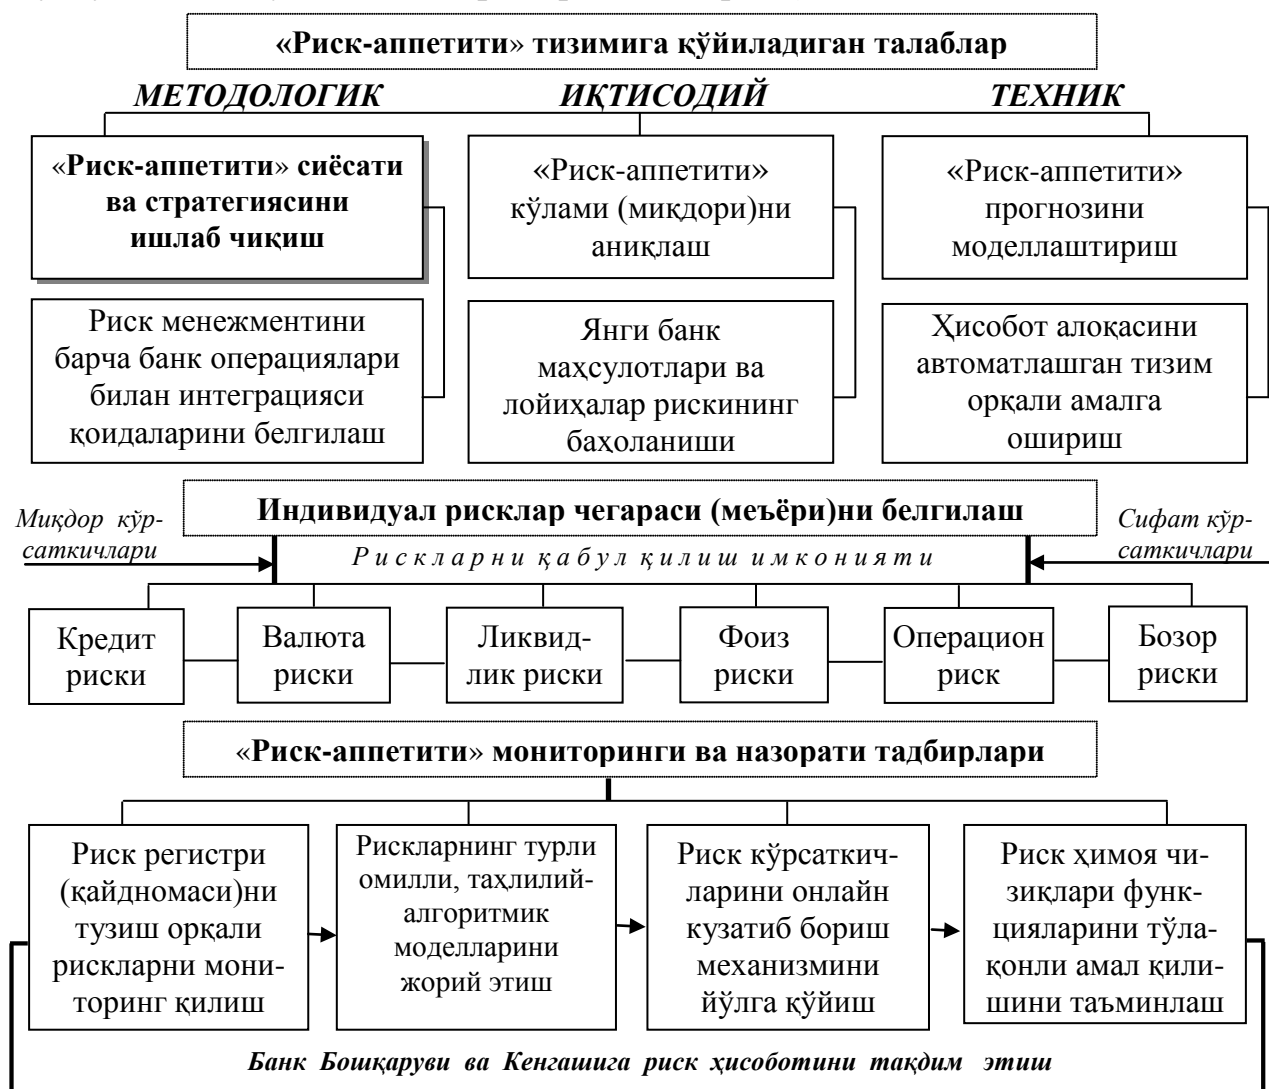 «Риск-аппетити» тизимига қўйиладиган талаблар
МЕТОДОЛОГИК
ИҚТИСОДИЙ
ТЕХНИК
«Риск-аппетити» сиёсати
ва стратегиясини
ишлаб чиқиш
«Риск-аппетити»
кўлами (миқдори)ни
аниқлаш
«Риск-аппетити»
прогнозини
моделлаштириш
Риск менежментини
барча банк операциялари
билан интеграцияси
қоидаларини белгилаш
Янги банк
маҳсулотлари ва
лойиҳалар рискининг
баҳоланиши
Ҳисобот алоқасини
автоматлашган тизим
орқали амалга
ошириш
Индивидуал рисклар чегараси (меъёри)ни белгилаш
Миқдор кўр-
саткичлари
Рискларни қабул қилиш имконияти
Сифат кўр-
саткичлари
Кредит
риски
Валюта
риски
Ликвид-
лик риски
Фоиз
риски
Операцион
риск
Бозор
риски
«Риск-аппетити» мониторинги ва назорати тадбирлари
Риск регистри
(қайдномаси)ни
тузиш орқали
рискларни мони-
торинг қилиш
Рискларнинг турли
омилли, таҳлилий-
алгоритмик
моделларини
жорий этиш
Риск кўрсаткич-
ларини онлайн
кузатиб бориш
механизмини
йўлга қўйиш
Риск ҳимоя чи-
зиқлари функ-
цияларини тўла-
қонли амал қили-
шини таъминлаш
Банк Бошқаруви ва Кенгашига риск ҳисоботини тақдим этиш